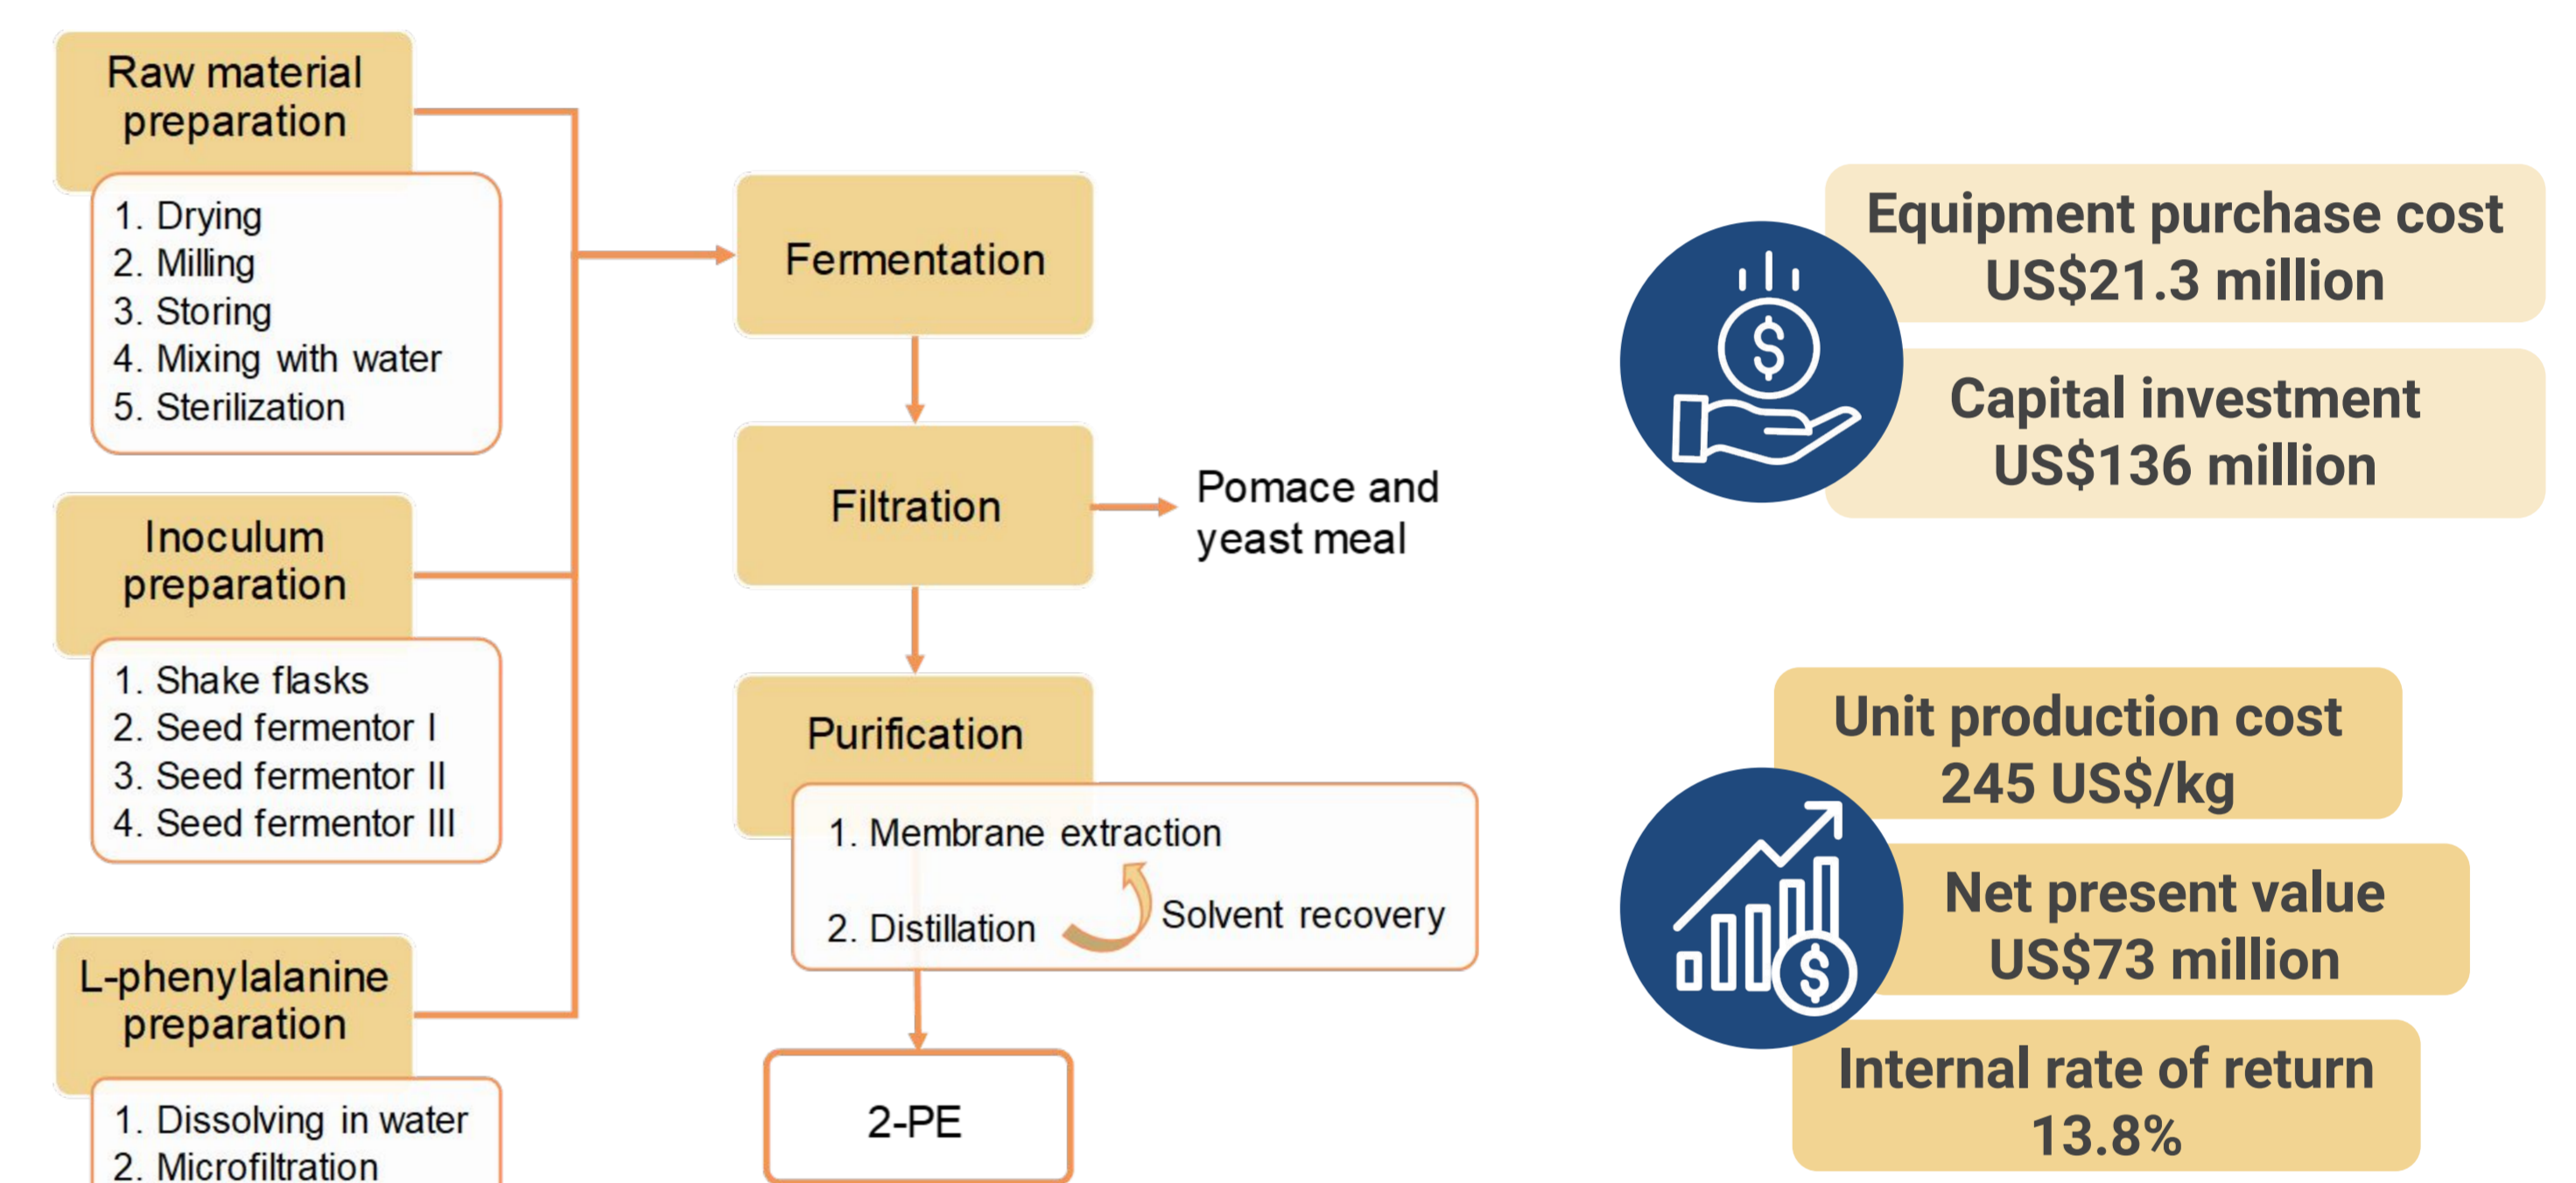 Raw material
preparation
1. Drying
2. Milling
3. Storing
4. Mixing with water
5. Sterilization
Inoculum
preparation
1. Shake flasks
2. Seed fermentor I
3. Seed fermentor II
4. Seed fermentor III
L-phenylalanine
preparation
1. Dissolving in water
2. Microfiltration
Fermentation
Filtration
Pomace and
yeast meal
Purification
1. Membrane extraction
2. Distillation
Solvent recovery
2-PE
Equipment purchase cost
US$21.3 million
Capital investment
US$136 million
Unit production cost
245 US$/kg
Net present value
US$73 million
Internal rate of return
13.8%